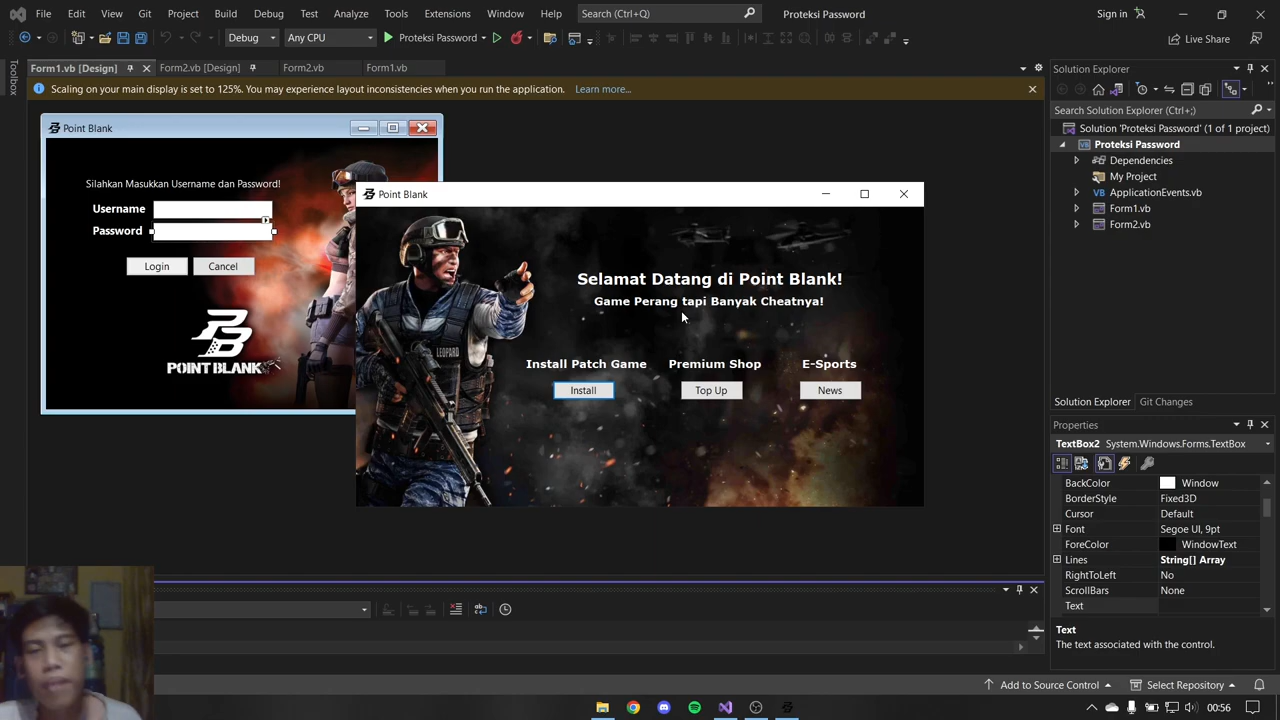 File Edit View Git Project Build Debug Test Analyze Tools Extensions Window Help Search (Ctrl+Q) Proteksi Password Sign in
Debug Any CPU Proteksi Password Live Share
Toolbox
Form1.vb [Design] Form2.vb [Design] Form2.vb Form1.vb
Scaling on your main display is set to 125%. You may experience layout inconsistencies when you run the application. Learn more...
Point Blank
Silahkan Masukkan Username dan Password!
Username
Password
Login Cancel
POINT BLANK
Point Blank
LEOPARD
Selamat Datang di Point Blank!
Game Perang tapi Banyak Cheatnya!
Install Patch Game Premium Shop E-Sports
Install Top Up News
Solution Explorer
Search Solution Explorer (Ctrl+;)
Solution 'Proteksi Password' (1 of 1 project)
Proteksi Password
Dependencies
My Project
ApplicationEvents.vb
Form1.vb
Form2.vb
Solution Explorer Git Changes
Properties
TextBox2 System.Windows.Forms.TextBox
BackColor Window
BorderStyle Fixed3D
Cursor Default
Font Segoe UI, 9pt
ForeColor WindowText
Lines String[] Array
RightToLeft No
ScrollBars None
Text
Text
The text associated with the control.
Add to Source Control Select Repository
00:56